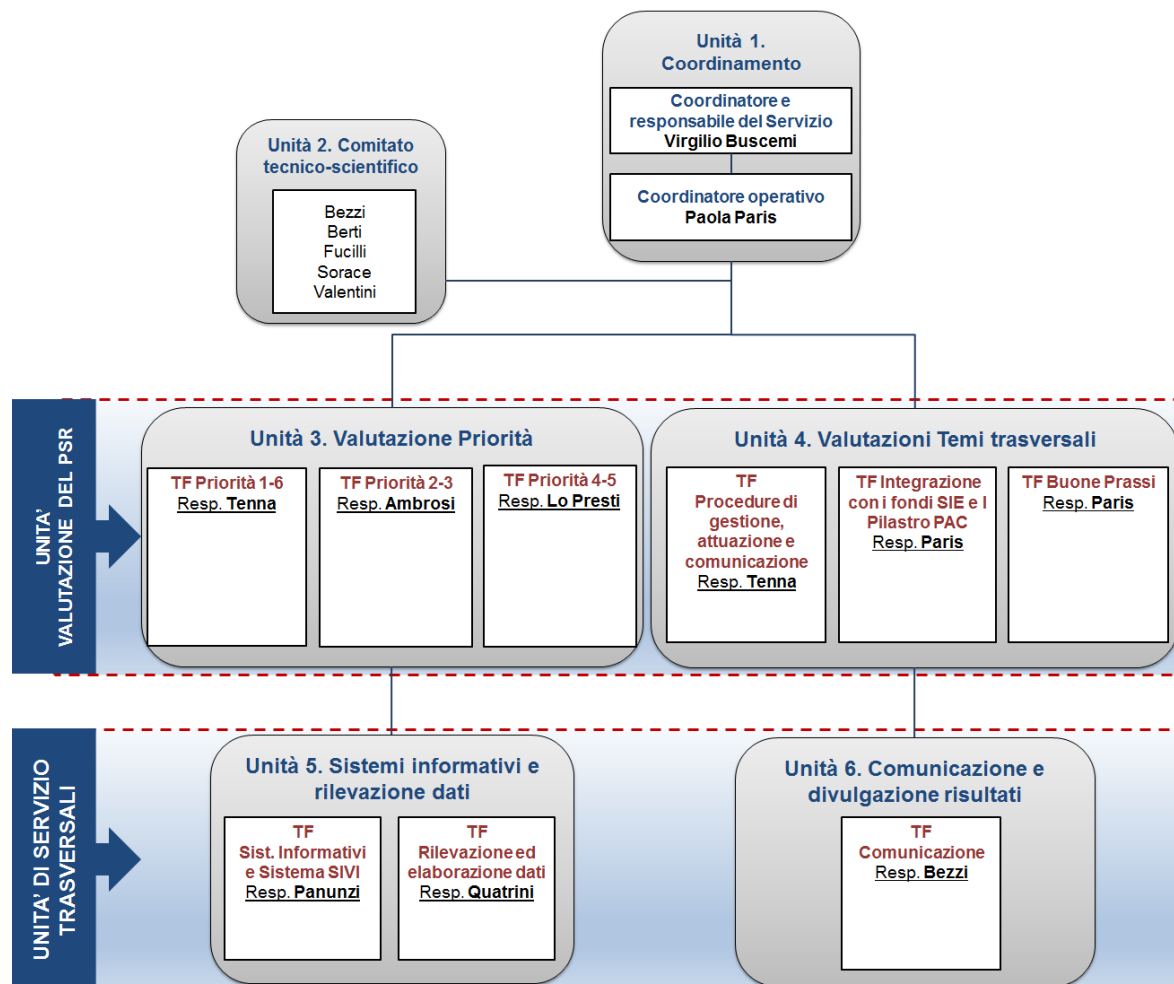 Unità 1.
Coordinamento
Coordinatore e
responsabile del Servizio
Virgilio Buscemi
Coordinatore operativo
Paola Paris
Unità 2. Comitato
tecnico-scientifico
Bezzi
Berti
Fucilli
Sorace
Valentini
UNITA'
VALUTAZIONE DEL PSR
Unità 3. Valutazione Priorità
TF Priorità 1-6
Resp. Tenna
TF Priorità 2-3
Resp. Ambrosi
TF Priorità 4-5
Resp. Lo Presti
Unità 4. Valutazioni Temi trasversali
TF
Procedure di
gestione,
attuazione e
comunicazione
Resp. Tenna
TF Integrazione
con i fondi SIE e I
Pilastro PAC
Resp. Paris
TF Buone Prassi
Resp. Paris
UNITA' DI SERVIZIO
TRASVERSALI
Unità 5. Sistemi informativi e
rilevazione dati
TF
Sist. Informativi
e Sistema SIVI
Resp. Panunzi
TF
Rilevazione ed
elaborazione dati
Resp. Quatrini
Unità 6. Comunicazione e
divulgazione risultati
TF
Comunicazione
Resp. Bezzi